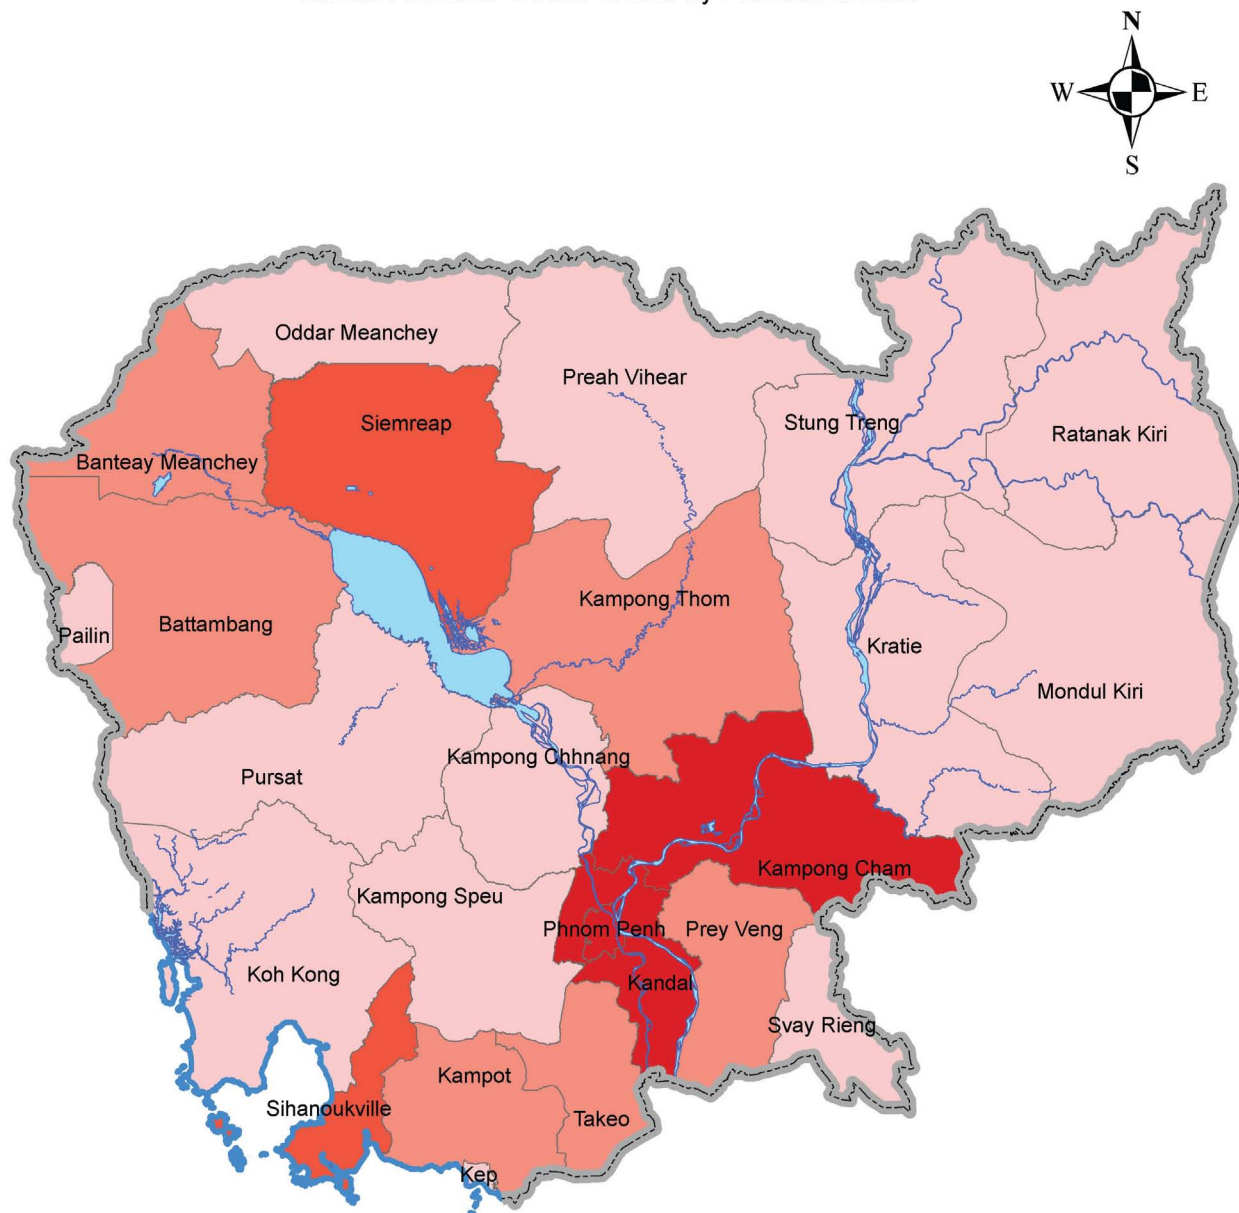 N
W E
S
Oddar Meanchey
Preah Vihear
Siemreap
Stung Treng
Ratanak Kiri
Banteay Meanchey
Kampong Thom
Battambang
Pailin
Kratie
Mondul Kiri
Kampong Chhnang
Pursat
Kampong Cham
Kampong Speu
Phnom Penh
Prey Veng
Koh Kong
Kandal
Svay Rieng
Kampot
Sihanoukville
Takeo
Kep